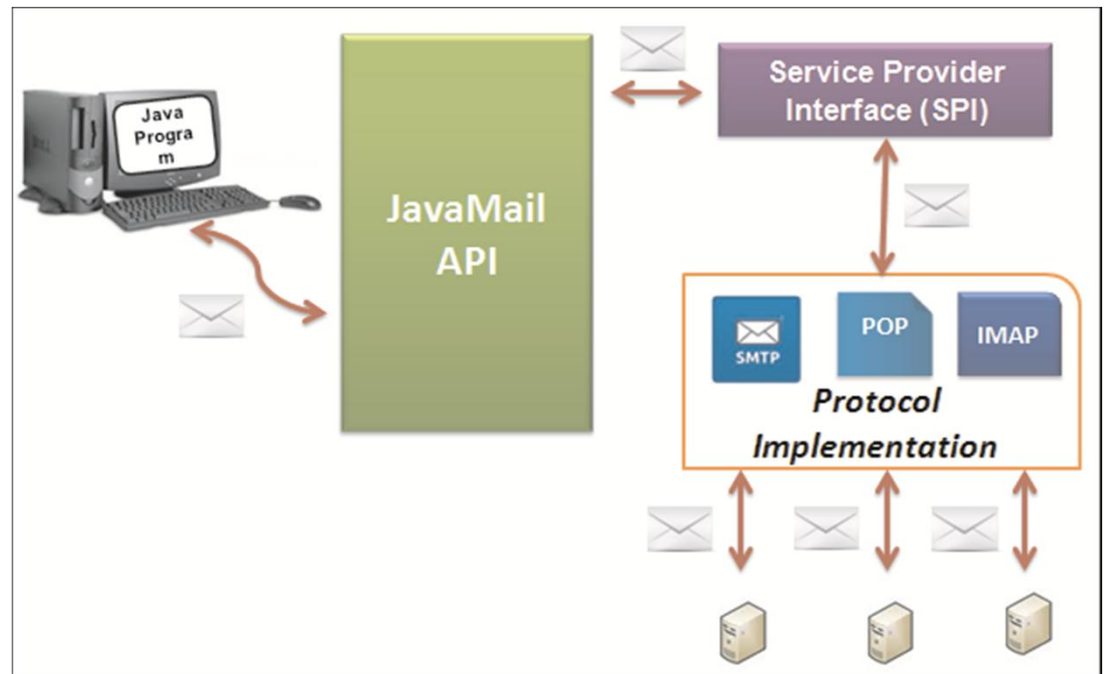 Java
Progra
m
JavaMail
API
Service Provider
Interface (SPI)
SMTP
POP
IMAP
Protocol
Implementation